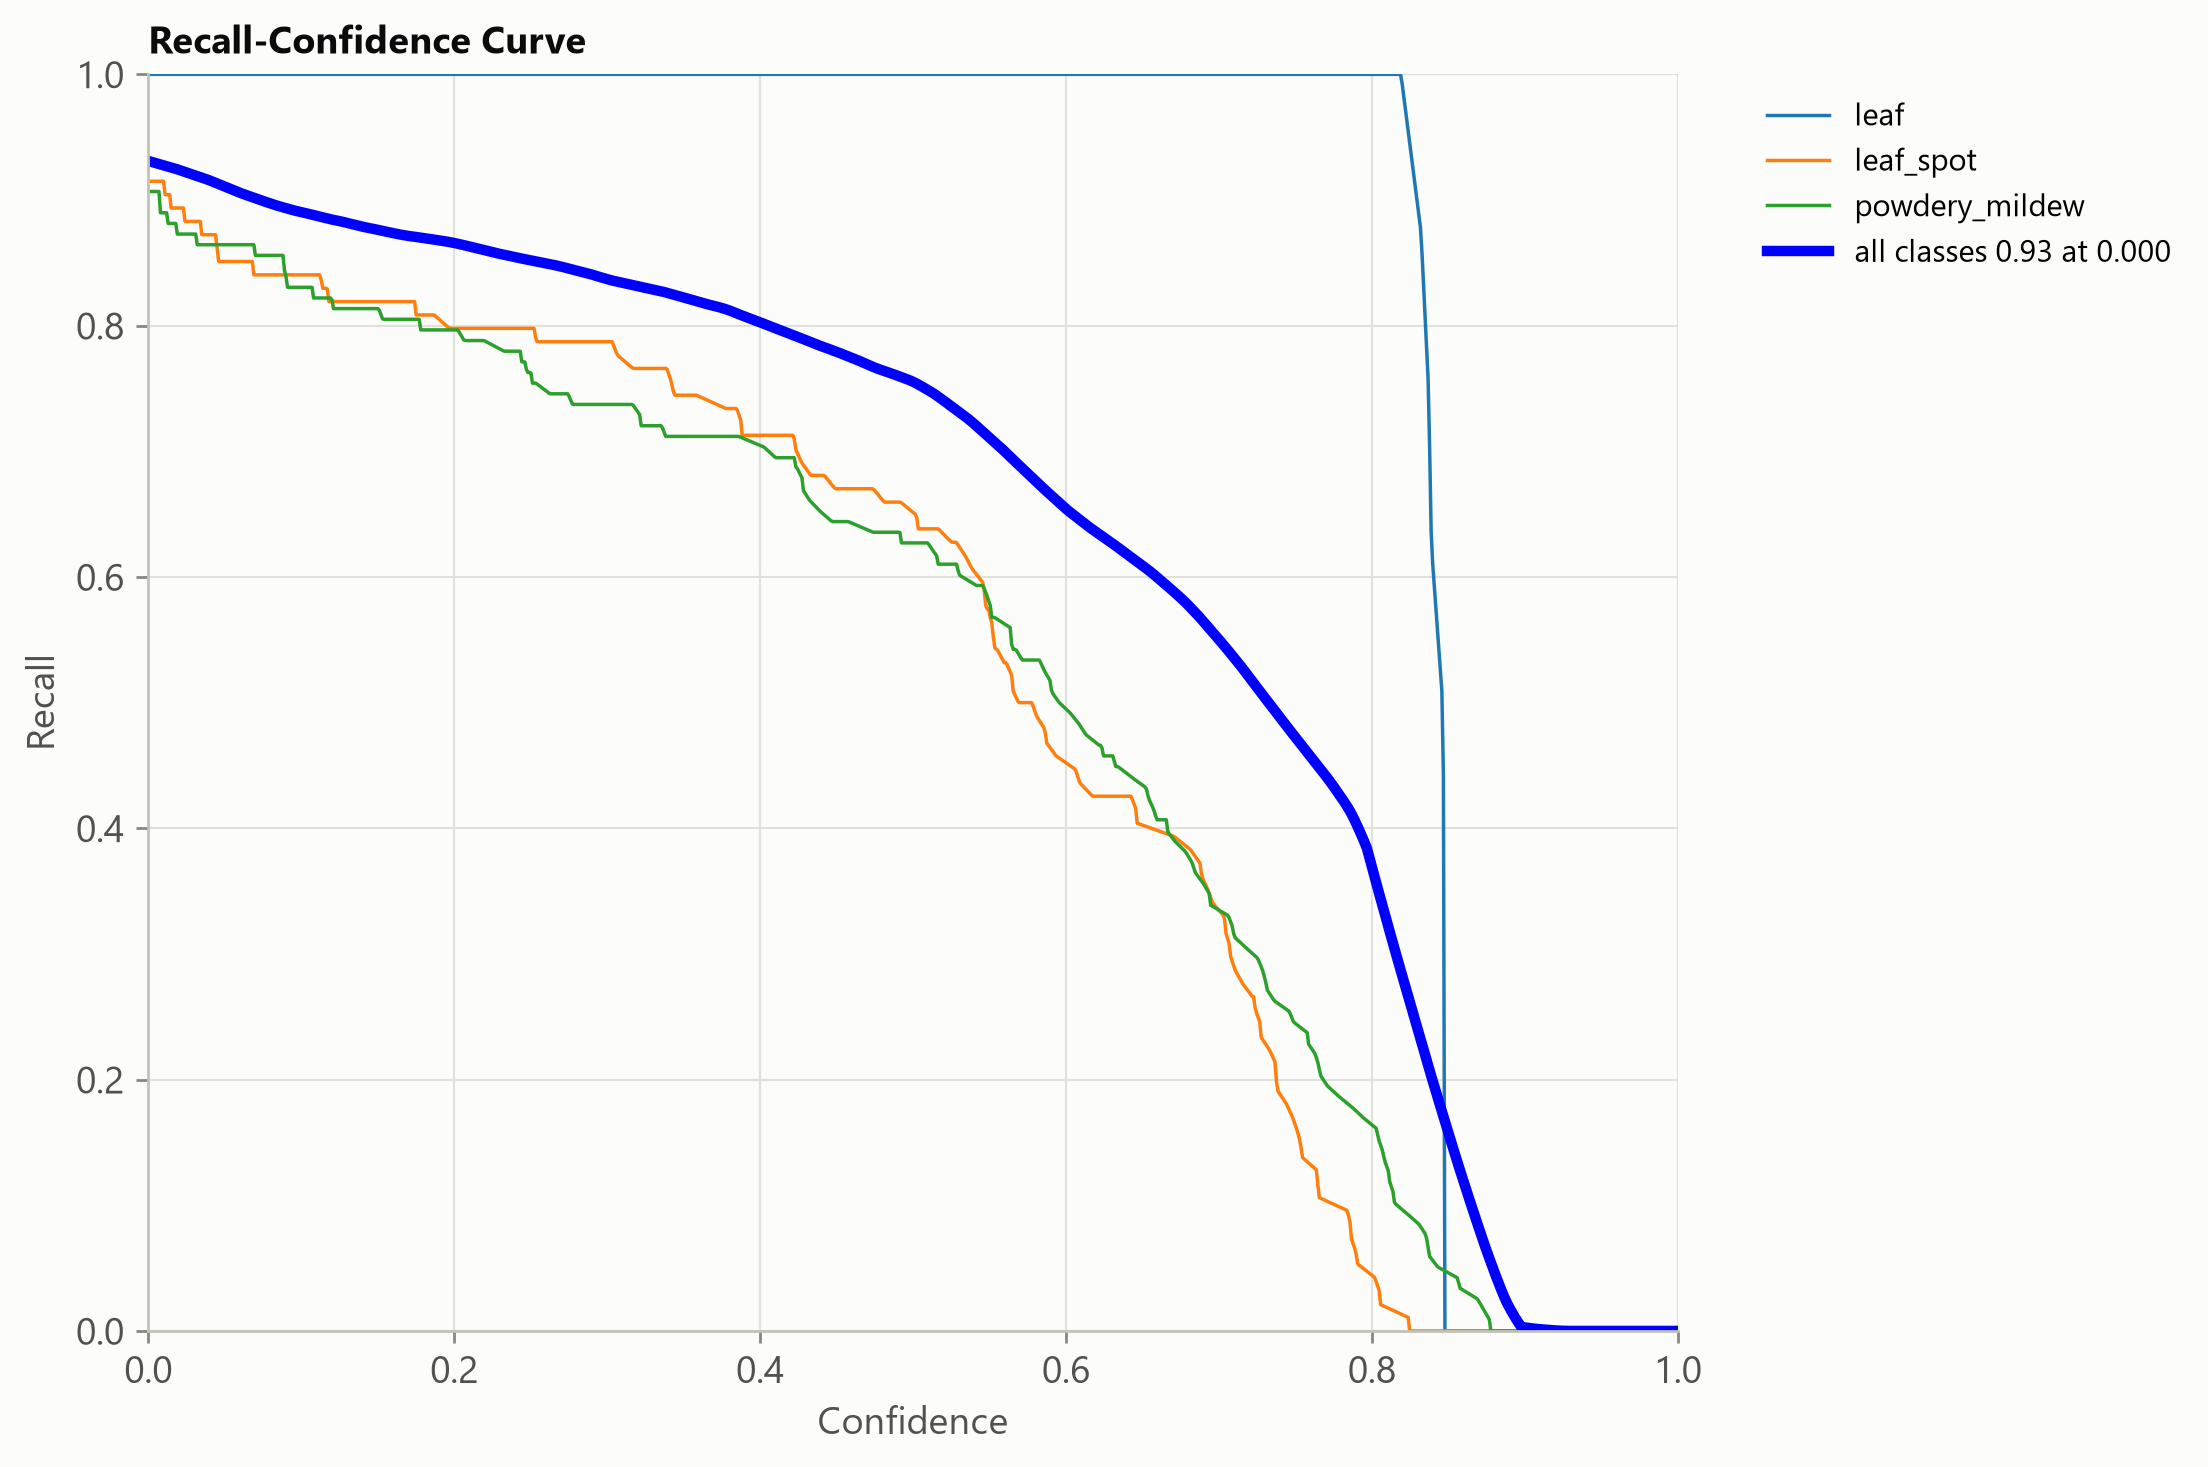 Recall-Confidence Curve
1.0
0.8
0.6
0.4
0.2
0.0
Recall
0.0 0.2 0.4 0.6 0.8 1.0
Confidence
leaf
leaf_spot
powdery_mildew
all classes 0.93 at 0.000